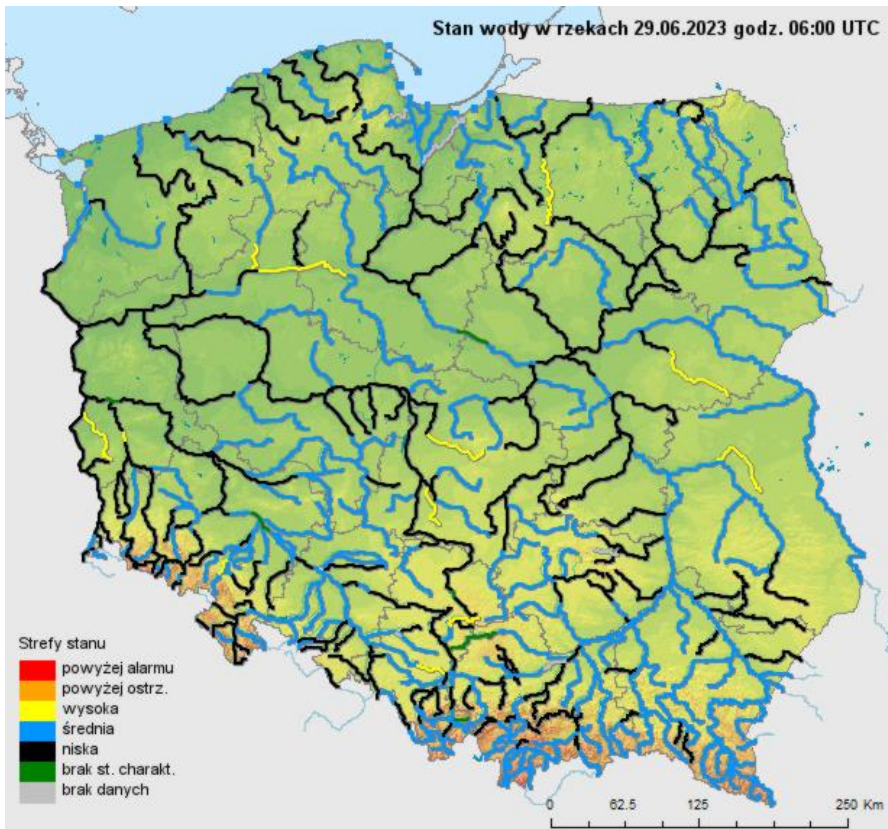 Stan wody w rzekach 29.06.2023 godz. 06:00 UTC
Strefy stanu
powyżej alarmu
powyżej ostrz.
wysoka
średnia
niska
brak st. charakt.
brak danych
0 62.5 125 250 Km